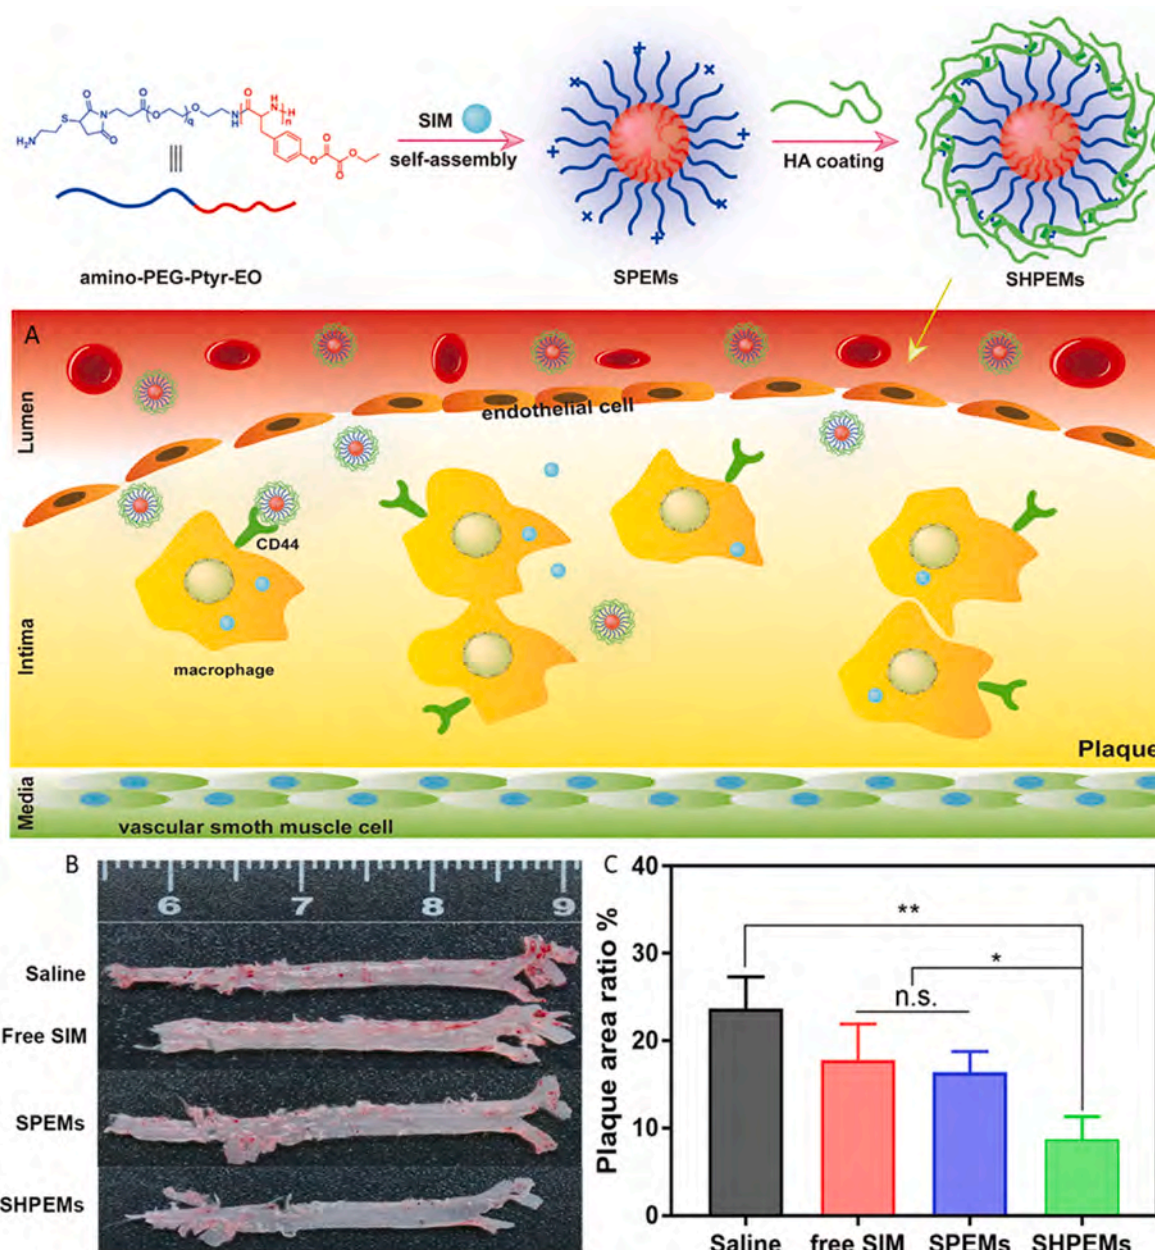 O
O
N
O
S
O
O
q
O
N
H
O
H
N
n
H
H₂N
O
O
O
O
SIM
self-assembly
HA coating
amino-PEG-Ptyr-EO
SPEMs
SHPEMs
A
Lumen
endothelial cell
CD44
macrophage
Intima
Plaque
Media
vascular smoth muscle cell
B
6 7 8 9
Saline
Free SIM
SPEMs
SHPEMs
C
Plaque area ratio %
40
30
20
10
0
**
*
n.s.
Saline free SIM SPEMs SHPEMs